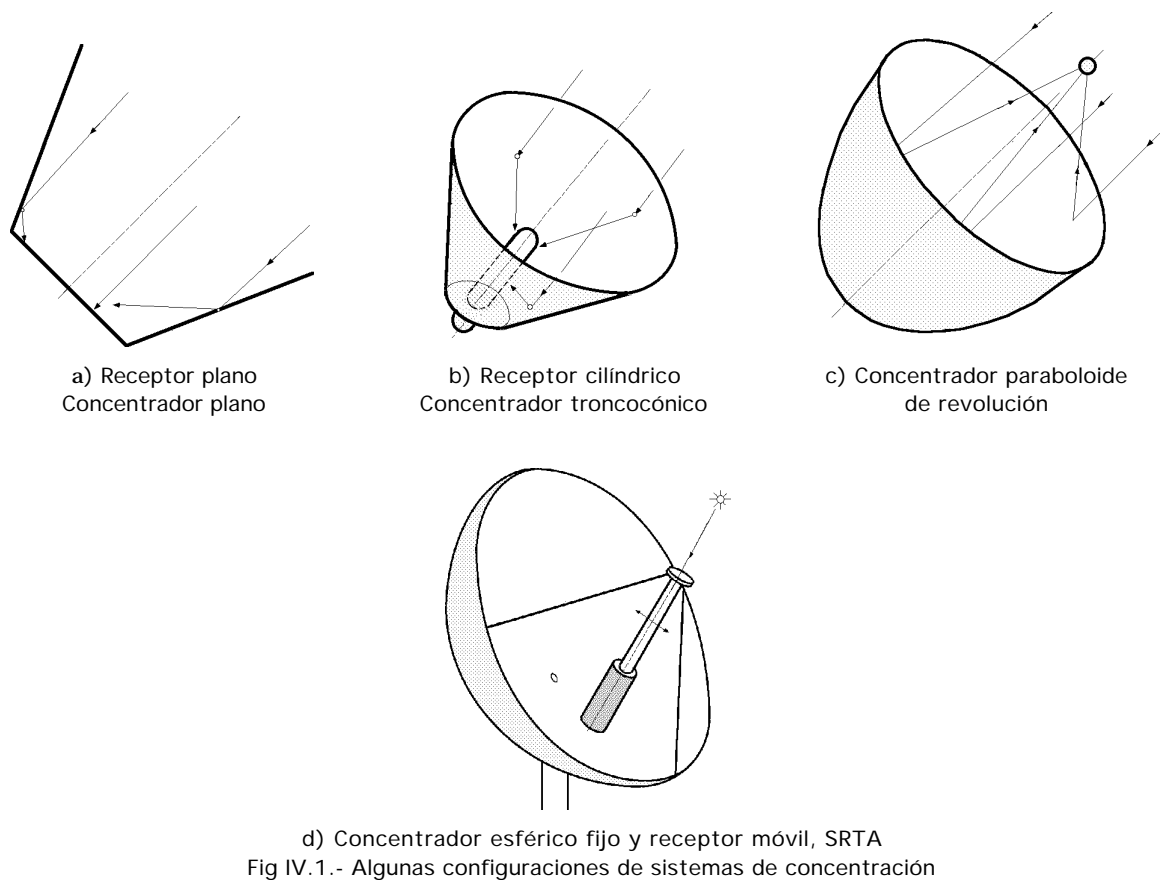 a) Receptor plano
Concentrador plano
b) Receptor cilíndrico
Concentrador troncocónico
c) Concentrador paraboloide
de revolución
d) Concentrador esférico fijo y receptor móvil, SRTA
Fig IV.1.- Algunas configuraciones de sistemas de concentración